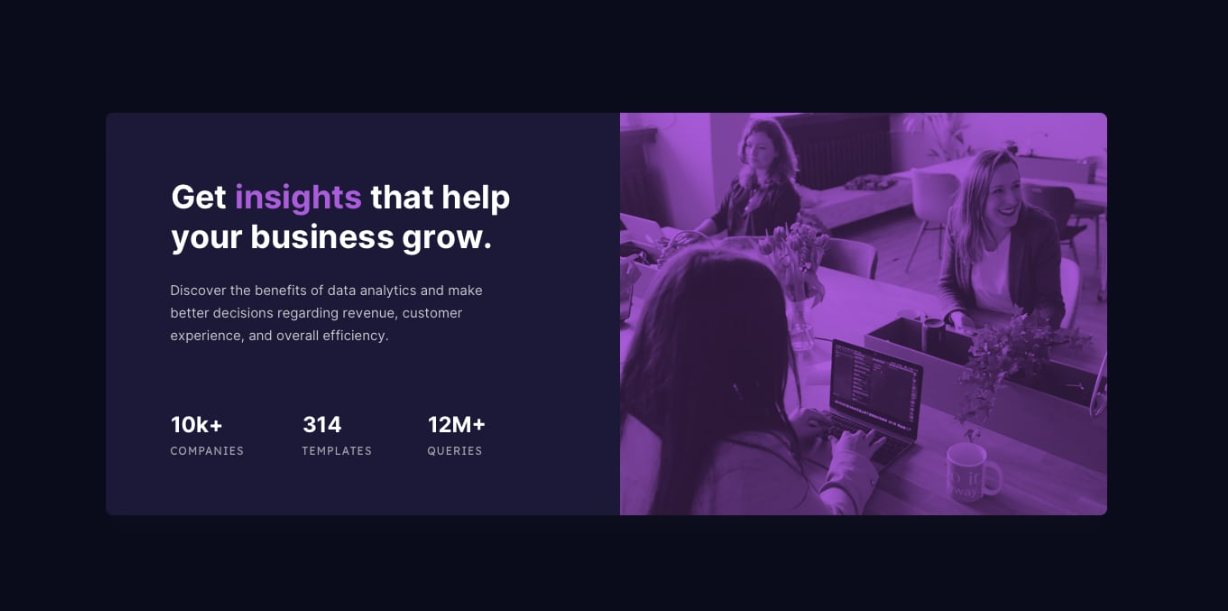 Get insights that help
your business grow.
Discover the benefits of data analytics and make
better decisions regarding revenue, customer
experience, and overall efficiency.
10k+ 314 12M+
COMPANIES TEMPLATES QUERIES